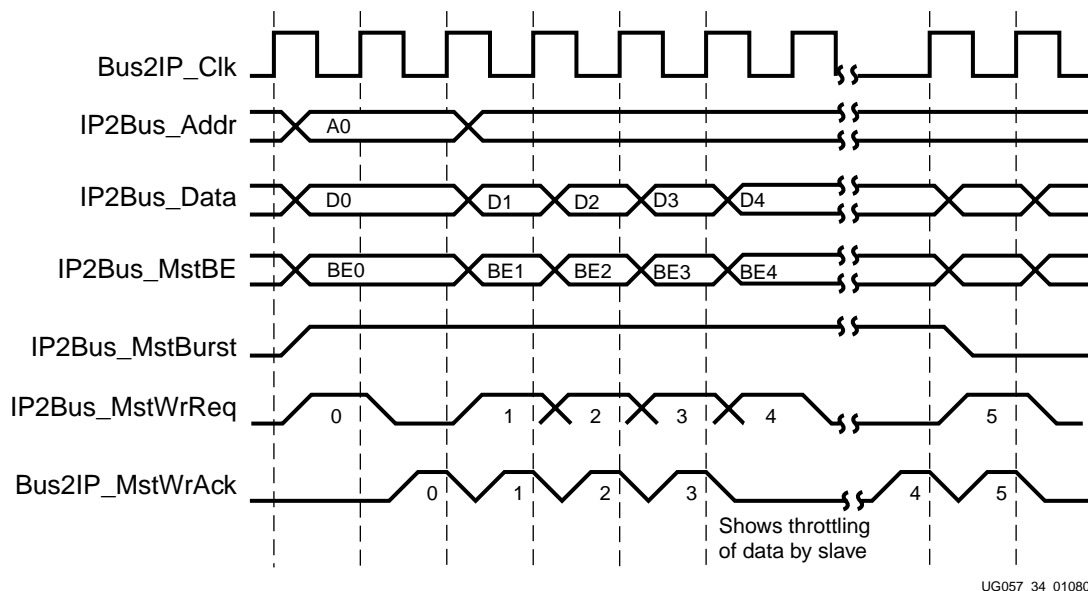 Bus2IP_Clk
IP2Bus_Addr
A0
IP2Bus_Data
D0 D1 D2 D3 D4
IP2Bus_MstBE
BE0 BE1 BE2 BE3 BE4
IP2Bus_MstBurst
IP2Bus_MstWrReq
0 1 2 3 4 5
Bus2IP_MstWrAck
0 1 2 3 4 5
Shows throttling
of data by slave
UG057_34_01080